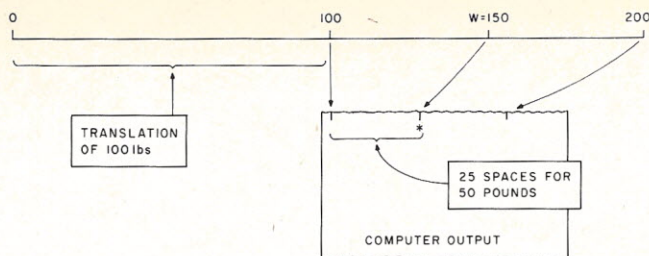 0 100 W=150 200
TRANSLATION
OF 100 lbs
*
25 SPACES FOR
50 POUNDS
COMPUTER OUTPUT